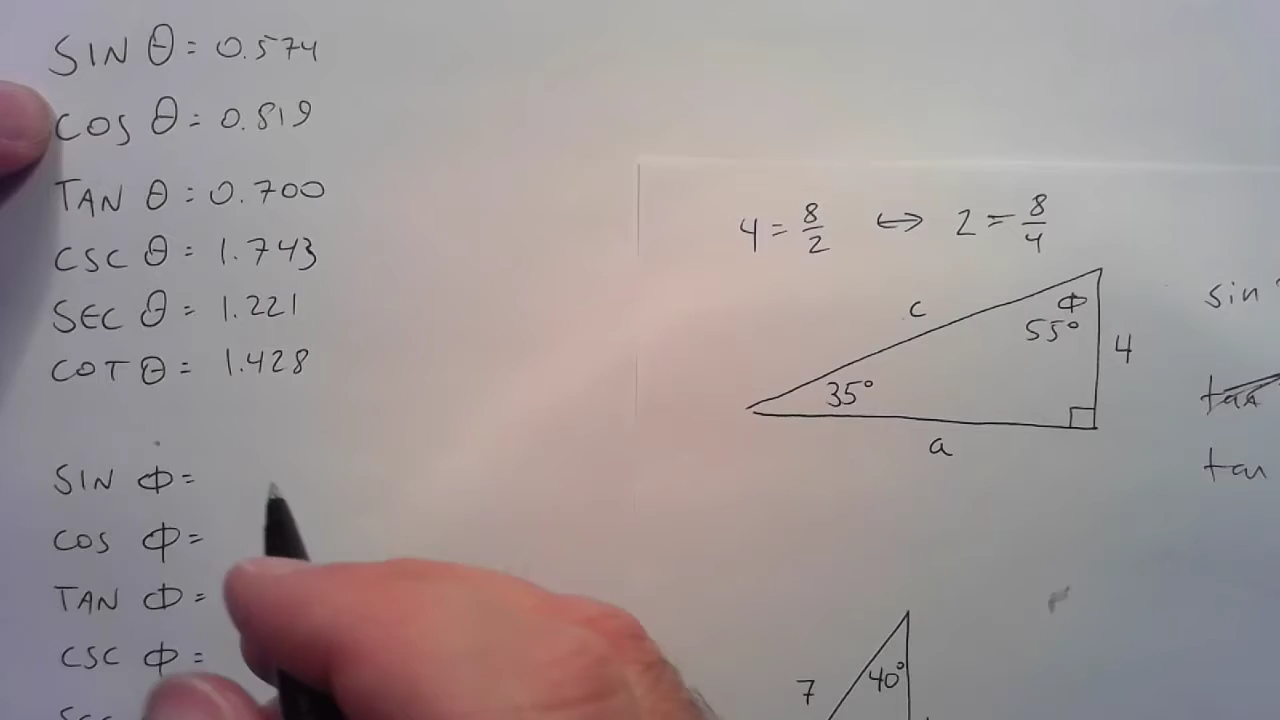 SIN θ = 0.574
COS θ = 0.819
TAN θ = 0.700
CSC θ = 1.743
SEC θ = 1.221
COT θ = 1.428
SIN Φ =
COS Φ =
TAN Φ =
CSC Φ =
SEC
4 = 8/2 ↔ 2 = 8/4
c
Φ
55°
4
35°
a
sin
tan
tan
7
40°